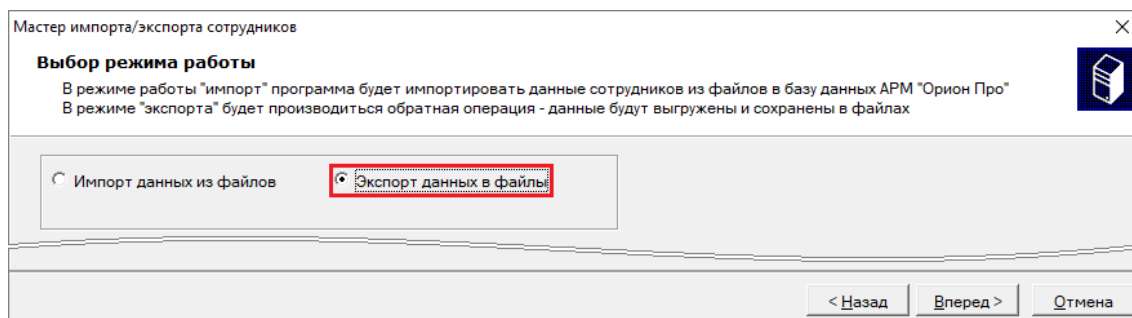 Мастер импорта/экспорта сотрудников
Выбор режима работы
В режиме работы "импорт" программа будет импортировать данные сотрудников из файлов в базу данных АРМ "Орион Про"
В режиме "экспорта" будет производиться обратная операция - данные будут выгружены и сохранены в файлах
Импорт данных из файлов
Экспорт данных в файлы
< Назад
Вперед >
Отмена